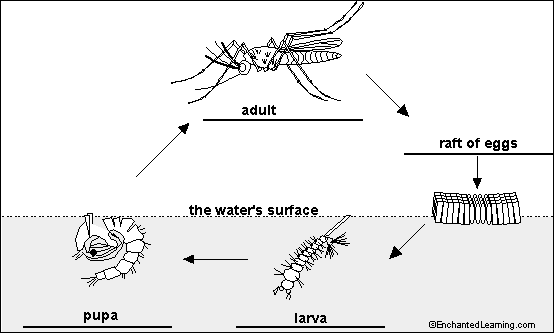 adult
raft of eggs
the water's surface
pupa
larva
©EnchantedLearning.com